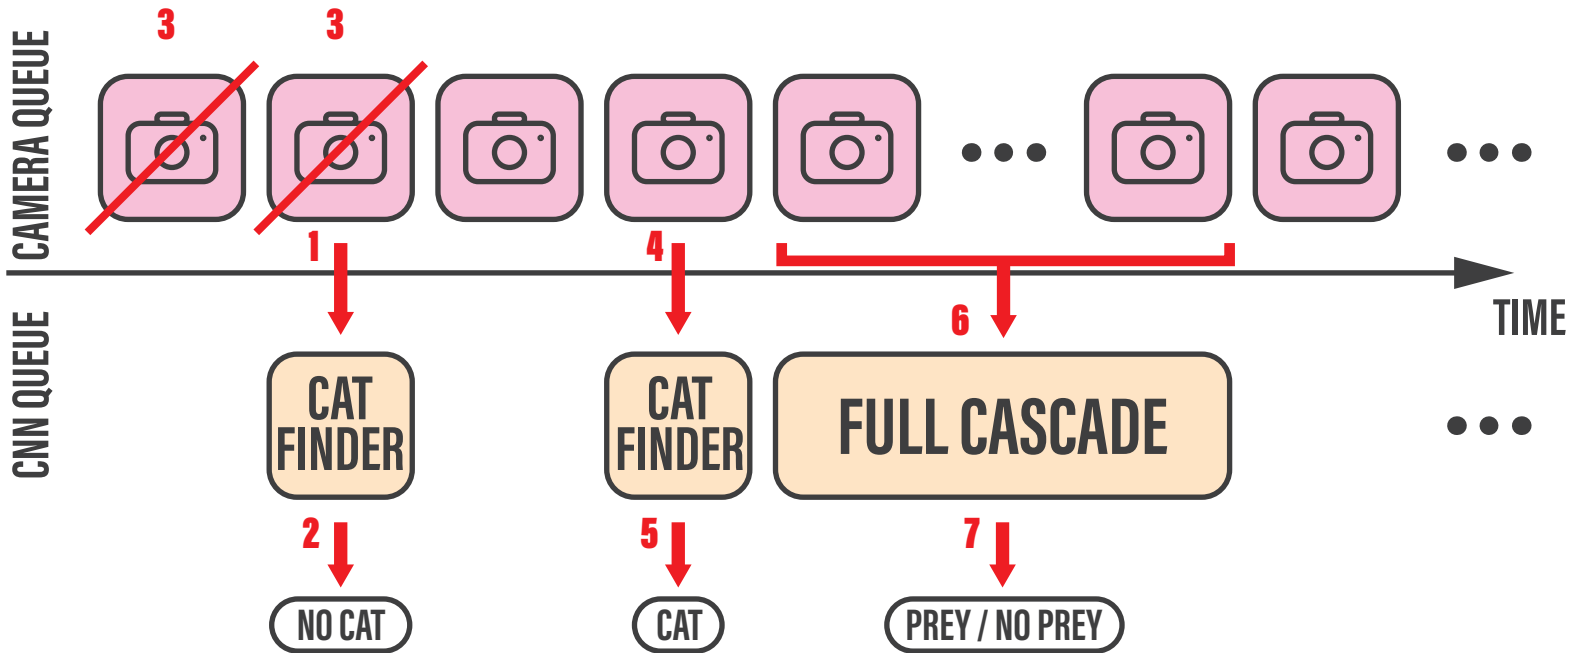 3
3
CAMERA QUEUE
1
4
6
TIME
CNN QUEUE
CAT
FINDER
CAT
FINDER
FULL CASCADE
2
5
7
NO CAT
CAT
PREY / NO PREY